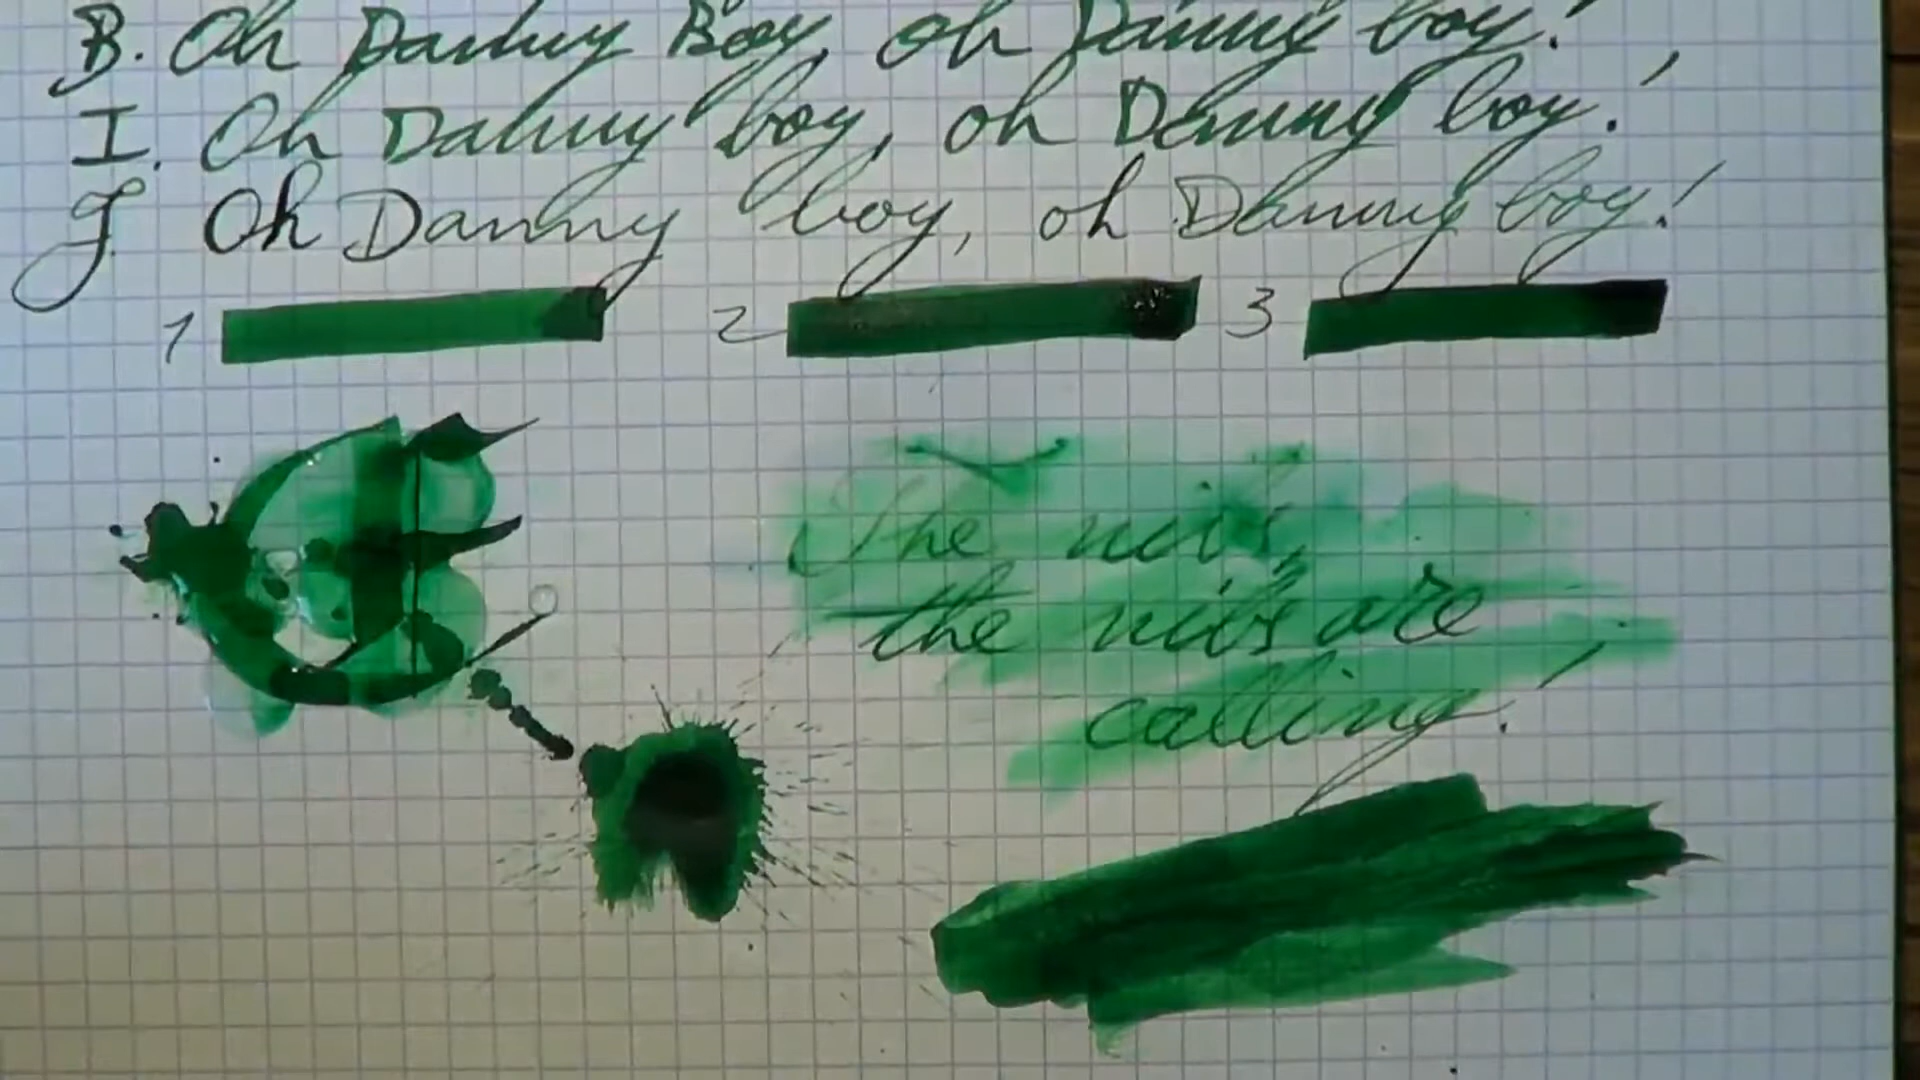 B. Oh Danny Boy, oh Danny boy!
I. Oh Danny boy, oh Danny boy!
J. Oh Danny boy, oh Danny boy!
1 2 3
The nibs,
the nibs are
calling!